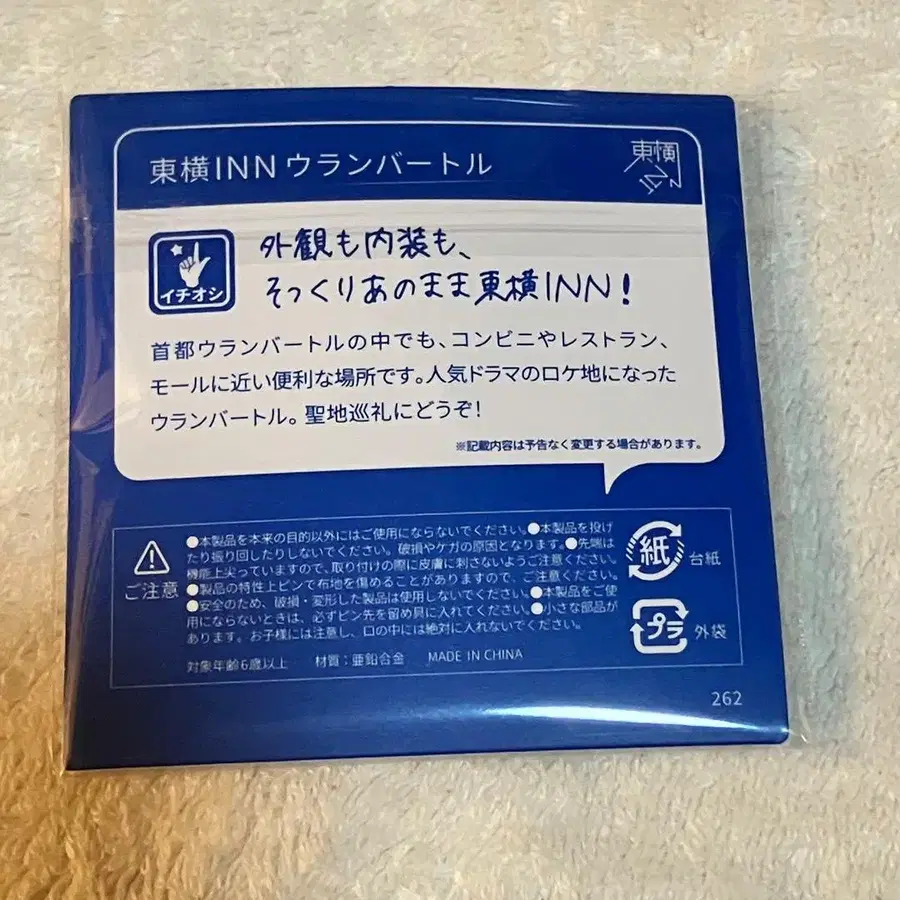 東横INN ウランバートル
東横INN
イチオシ
外観も内装も、
そっくりあのまま東横INN!
首都ウランバートルの中でも、コンビニやレストラン、
モールに近い便利な場所です。人気ドラマのロケ地になった
ウランバートル。聖地巡礼にどうぞ!
※記載内容は予告なく変更する場合があります。
ご注意
●本製品を本来の目的以外にはご使用にならないでください。●本製品を投げ
たり振り回したりしないでください。破損やケガの原因となります。●先端は
機能上尖っていますので、取り付けの際に皮膚に刺さないようご注意ください。
●製品の特性上ピンで布地を傷めることがありますので、ご注意ください。
●安全のため、破損・変形した製品は使用しないでください。●本製品をご使
用にならないときは、必ずピン先を留め具に入れてください。●小さな部品が
あります。お子様には注意し、口の中には絶対に入れないでください。
対象年齢6歳以上 材質:亜鉛合金 MADE IN CHINA
紙 台紙
プラ 外袋
262